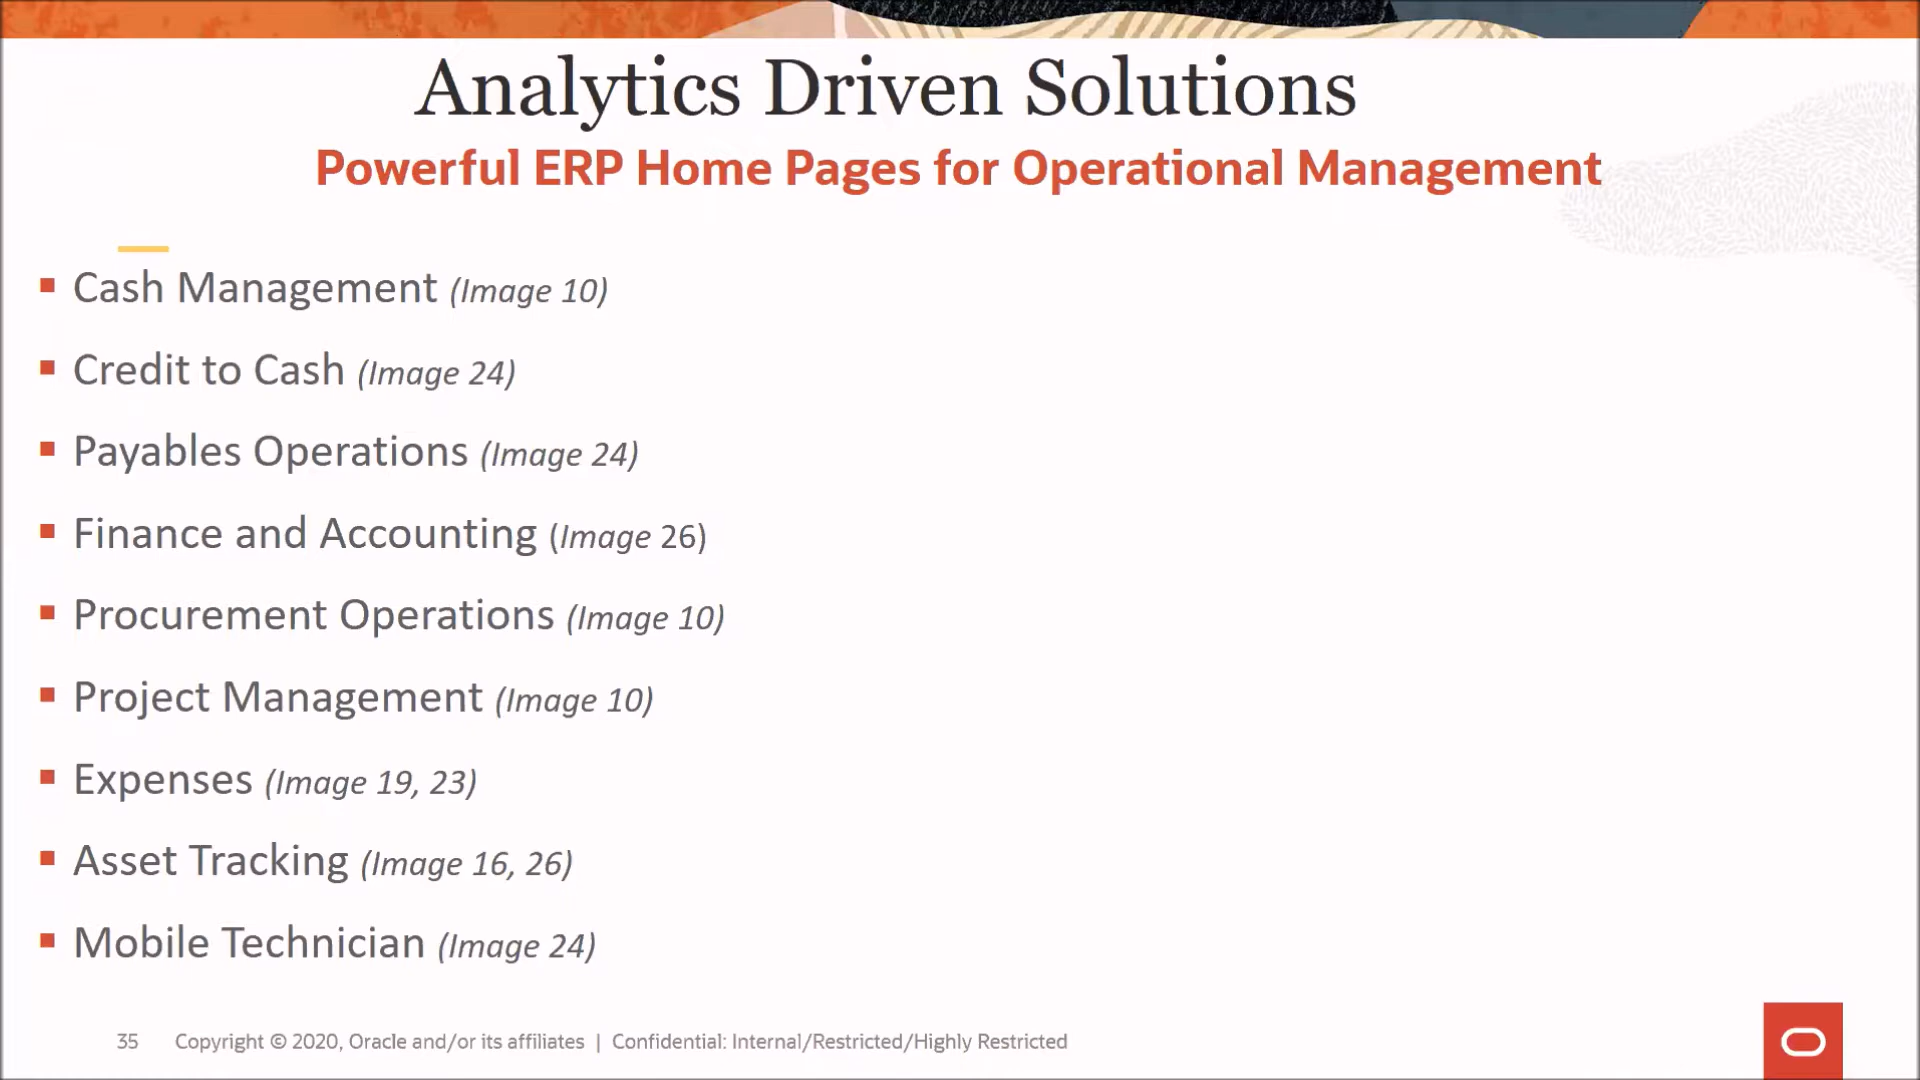 Analytics Driven Solutions
Powerful ERP Home Pages for Operational Management
Cash Management (Image 10)
Credit to Cash (Image 24)
Payables Operations (Image 24)
Finance and Accounting (Image 26)
Procurement Operations (Image 10)
Project Management (Image 10)
Expenses (Image 19, 23)
Asset Tracking (Image 16, 26)
Mobile Technician (Image 24)
35 Copyright © 2020, Oracle and/or its affiliates | Confidential: Internal/Restricted/Highly Restricted